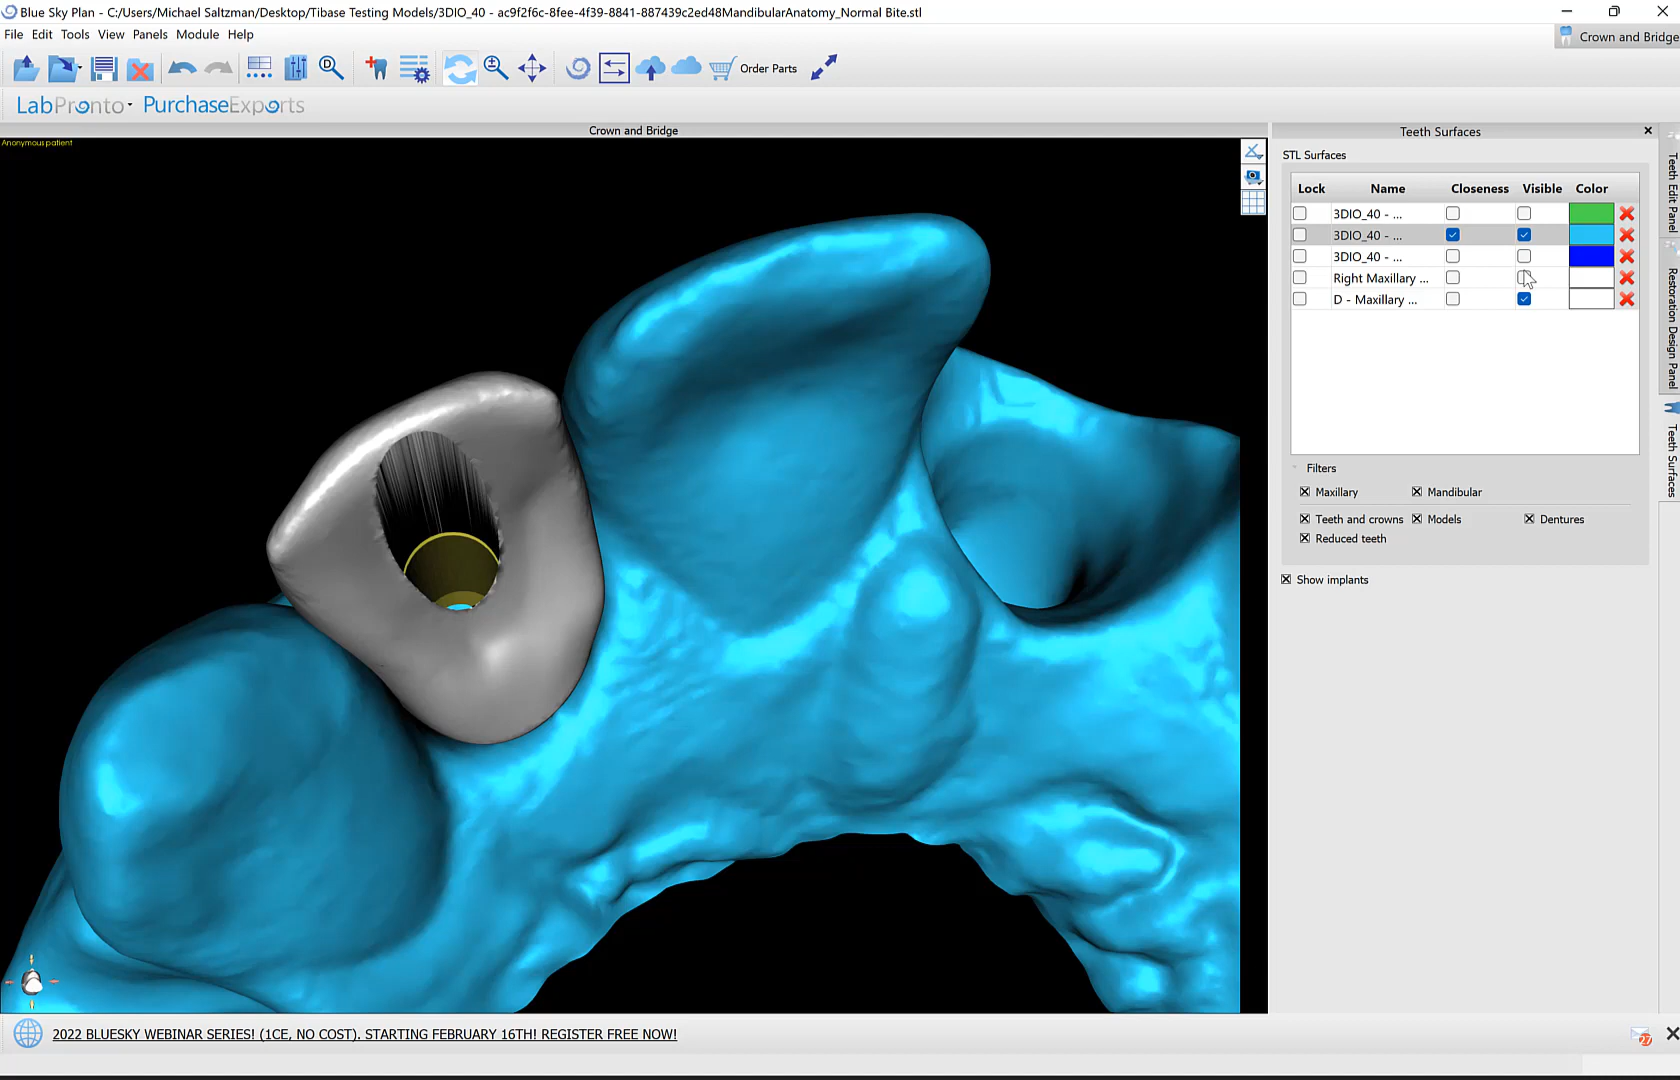 Blue Sky Plan - C:/Users/Michael Saltzman/Desktop/Tibase Testing Models/3DIO_40 - ac9f2f6c-8fee-4f39-8841-887439c2ed48MandibularAnatomy_Normal Bite.stl
File Edit Tools View Panels Module Help
Crown and Bridge
D
Order Parts
LabPronto PurchaseExports
Crown and Bridge
Teeth Surfaces
Anonymous patient
STL Surfaces
Lock Name Closeness Visible Color
3DIO_40 - ...
3DIO_40 - ...
3DIO_40 - ...
Right Maxillary ...
D - Maxillary ...
Filters
Maxillary Mandibular
Teeth and crowns Models Dentures
Reduced teeth
Show implants
Teeth Edit Panel
Restoration Design Panel
Teeth Surfaces
2022 BLUESKY WEBINAR SERIES! (1CE, NO COST). STARTING FEBRUARY 16TH! REGISTER FREE NOW!
27